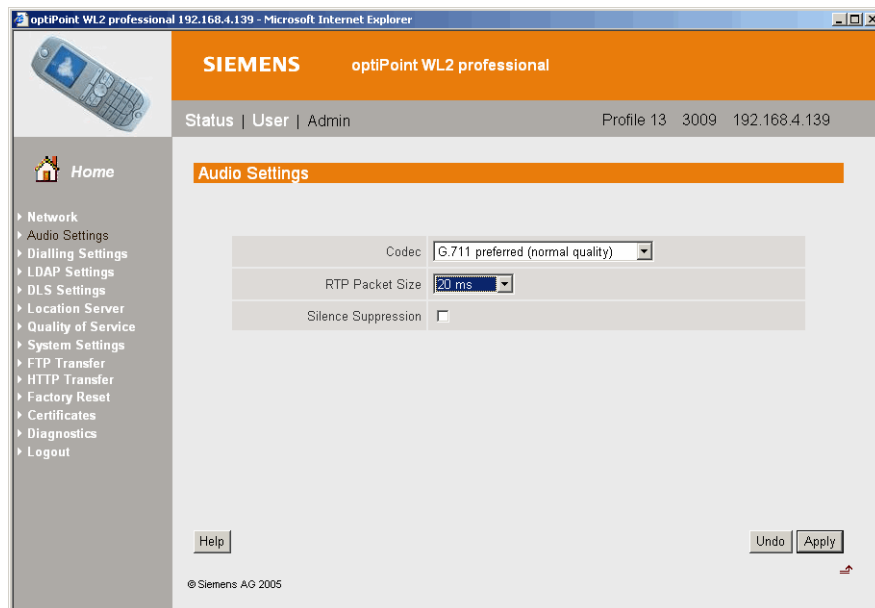 optiPoint WL2 professional 192.168.4.139 - Microsoft Internet Explorer
SIEMENS optiPoint WL2 professional
Status | User | Admin Profile 13 3009 192.168.4.139
Home
Audio Settings
Network
Audio Settings
Dialling Settings
LDAP Settings
DLS Settings
Location Server
Quality of Service
System Settings
FTP Transfer
HTTP Transfer
Factory Reset
Certificates
Diagnostics
Logout
Codec G.711 preferred (normal quality)
RTP Packet Size 20 ms
Silence Suppression
Help Undo Apply
© Siemens AG 2005